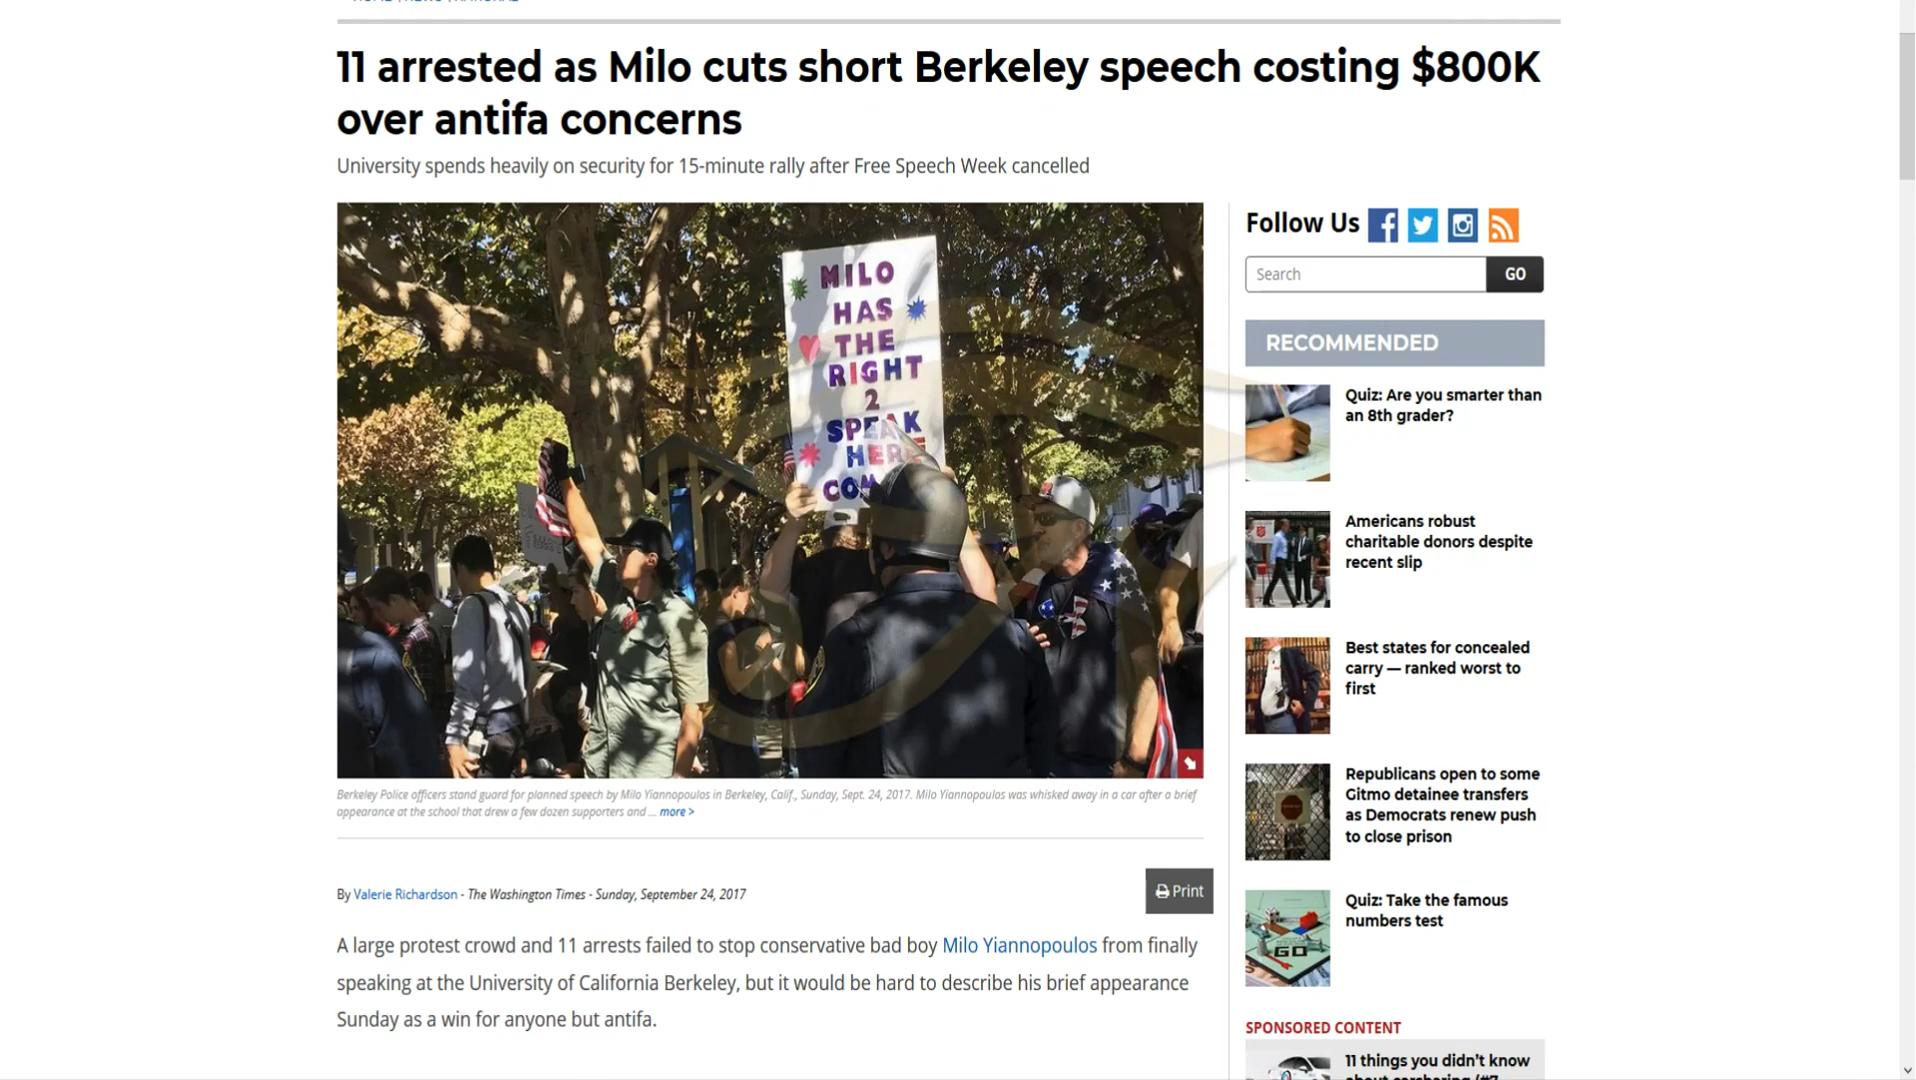 11 arrested as Milo cuts short Berkeley speech costing $800K
over antifa concerns
University spends heavily on security for 15-minute rally after Free Speech Week cancelled
MILO
HAS
THE
RIGHT
2
SPEAK
HERE
Follow Us
Search
GO
RECOMMENDED
Quiz: Are you smarter than
an 8th grader?
Americans robust
charitable donors despite
recent slip
Best states for concealed
carry — ranked worst to
first
Republicans open to some
Gitmo detainee transfers
as Democrats renew push
to close prison
Quiz: Take the famous
numbers test
SPONSORED CONTENT
11 things you didn't know
Berkeley Police officers stand guard for planned speech by Milo Yiannopoulos in Berkeley, Calif., Sunday, Sept. 24, 2017. Milo Yiannopoulos was whisked away in a car after a brief
appearance at the school that drew a few dozen supporters and ... more >
By Valerie Richardson - The Washington Times - Sunday, September 24, 2017
Print
A large protest crowd and 11 arrests failed to stop conservative bad boy Milo Yiannopoulos from finally
speaking at the University of California Berkeley, but it would be hard to describe his brief appearance
Sunday as a win for anyone but antifa.